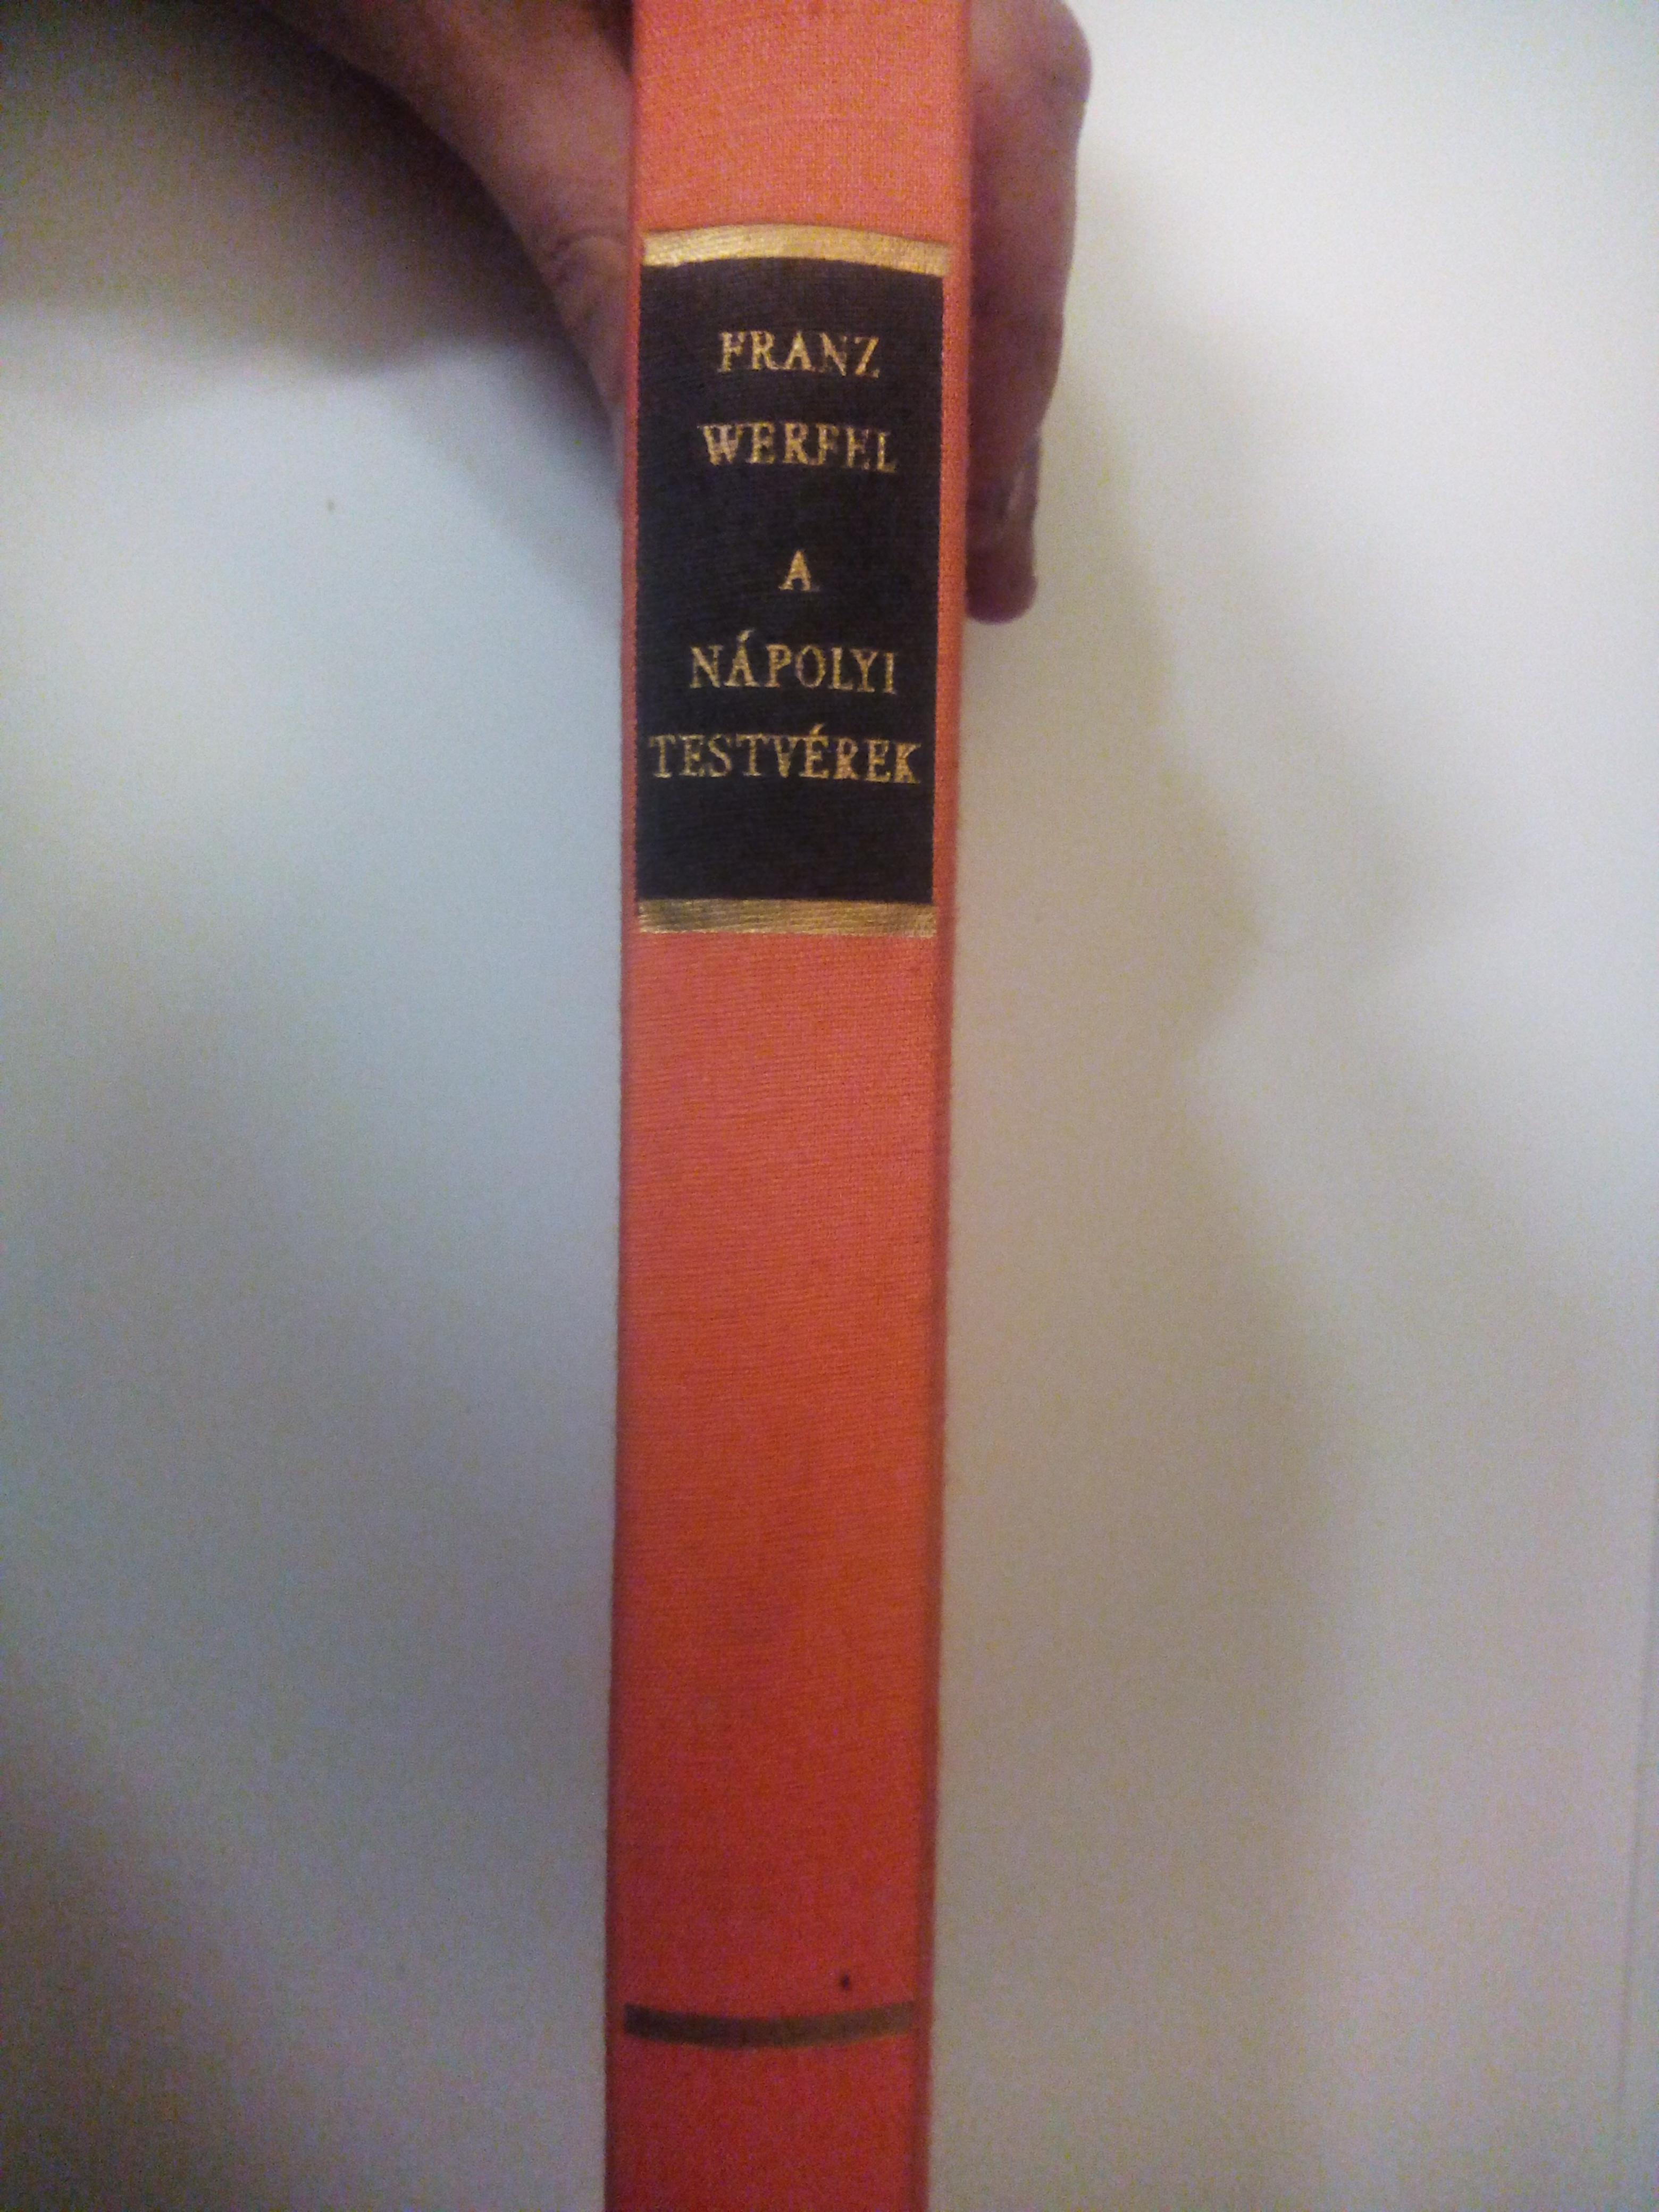 FRANZ
WERFEL
A
NÁPOLYI
TESTVÉREK